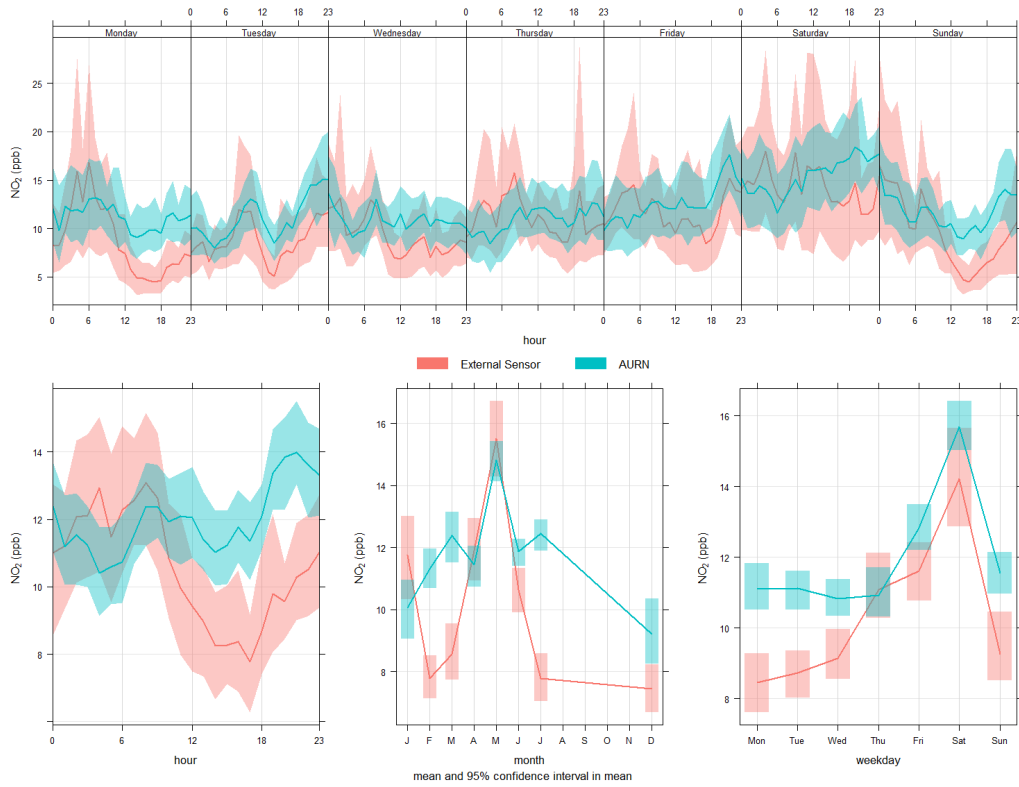 0 6 12 18 23 0 6 12 18 23 0 6 12 18 23
Monday Tuesday Wednesday Thursday Friday Saturday Sunday
25
20
15
10
5
NO2 (ppb)
0 6 12 18 23 0 6 12 18 23 0 6 12 18 23 0 6 12 18 23
hour
External Sensor AURN
14
12
10
8
NO2 (ppb)
0 6 12 18 23
hour
16
14
12
10
8
NO2 (ppb)
J F M A M J J A S O N D
month
mean and 95% confidence interval in mean
16
14
12
10
8
NO2 (ppb)
Mon Tue Wed Thu Fri Sat Sun
weekday